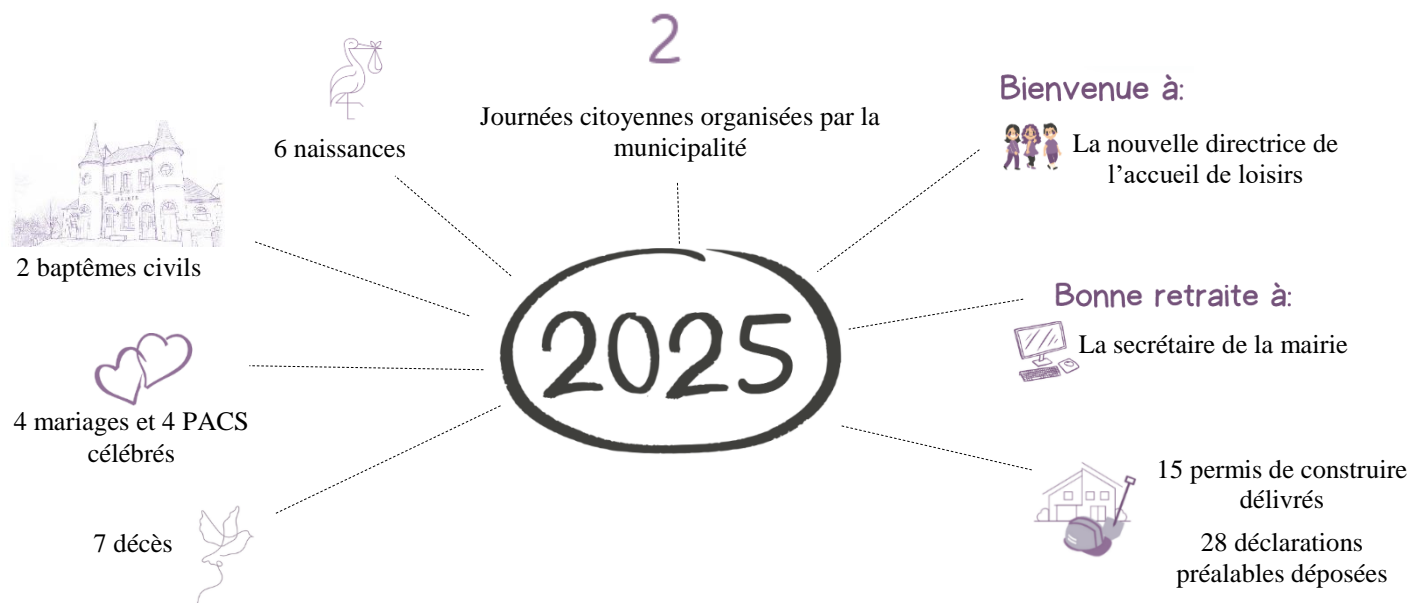 2
Journées citoyennes organisées par la
municipalité
6 naissances
MAIRIE
2 baptêmes civils
4 mariages et 4 PACS
célébrés
7 décès
2025
Bienvenue à:
La nouvelle directrice de
l’accueil de loisirs
Bonne retraite à:
La secrétaire de la mairie
15 permis de construire
délivrés
28 déclarations
préalables déposées